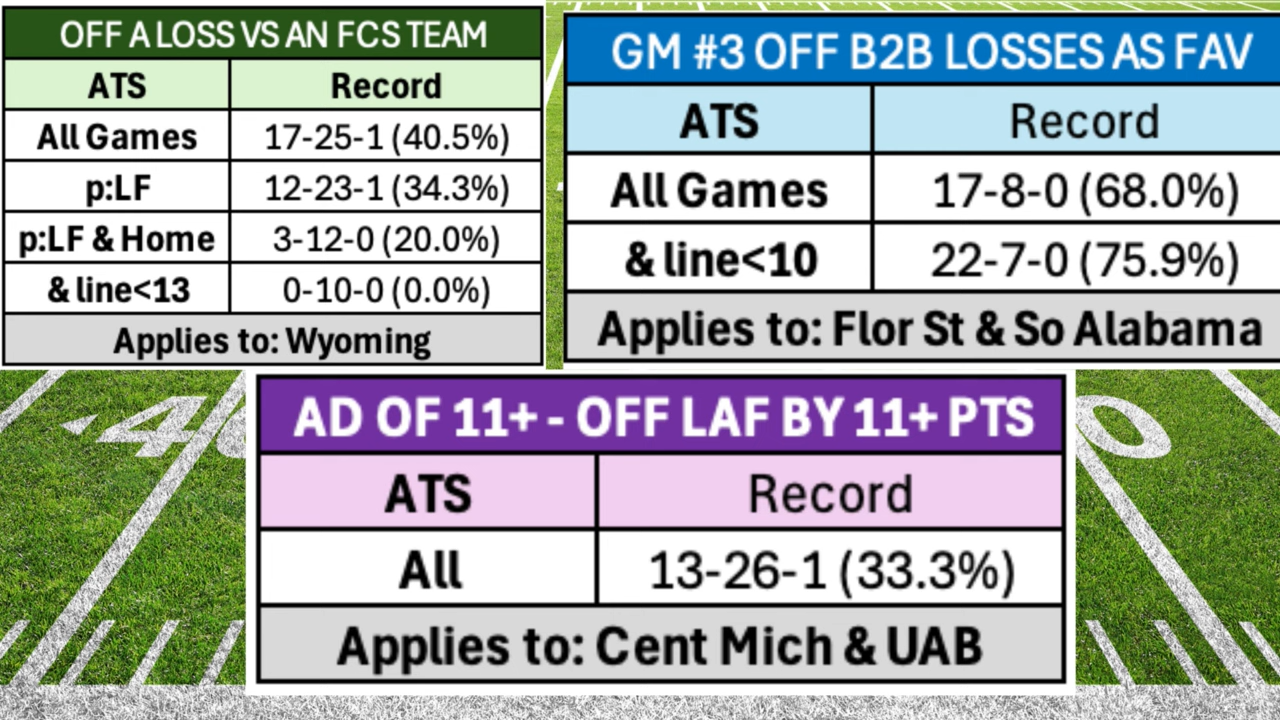 OFF A LOSS VS AN FCS TEAM
ATS Record
All Games 17-25-1 (40.5%)
p:LF 12-23-1 (34.3%)
p:LF & Home 3-12-0 (20.0%)
& line<13 0-10-0 (0.0%)
Applies to: Wyoming
GM #3 OFF B2B LOSSES AS FAV
ATS Record
All Games 17-8-0 (68.0%)
& line<10 22-7-0 (75.9%)
Applies to: Flor St & So Alabama
40
AD OF 11+ - OFF LAF BY 11+ PTS
ATS Record
All 13-26-1 (33.3%)
Applies to: Cent Mich & UAB